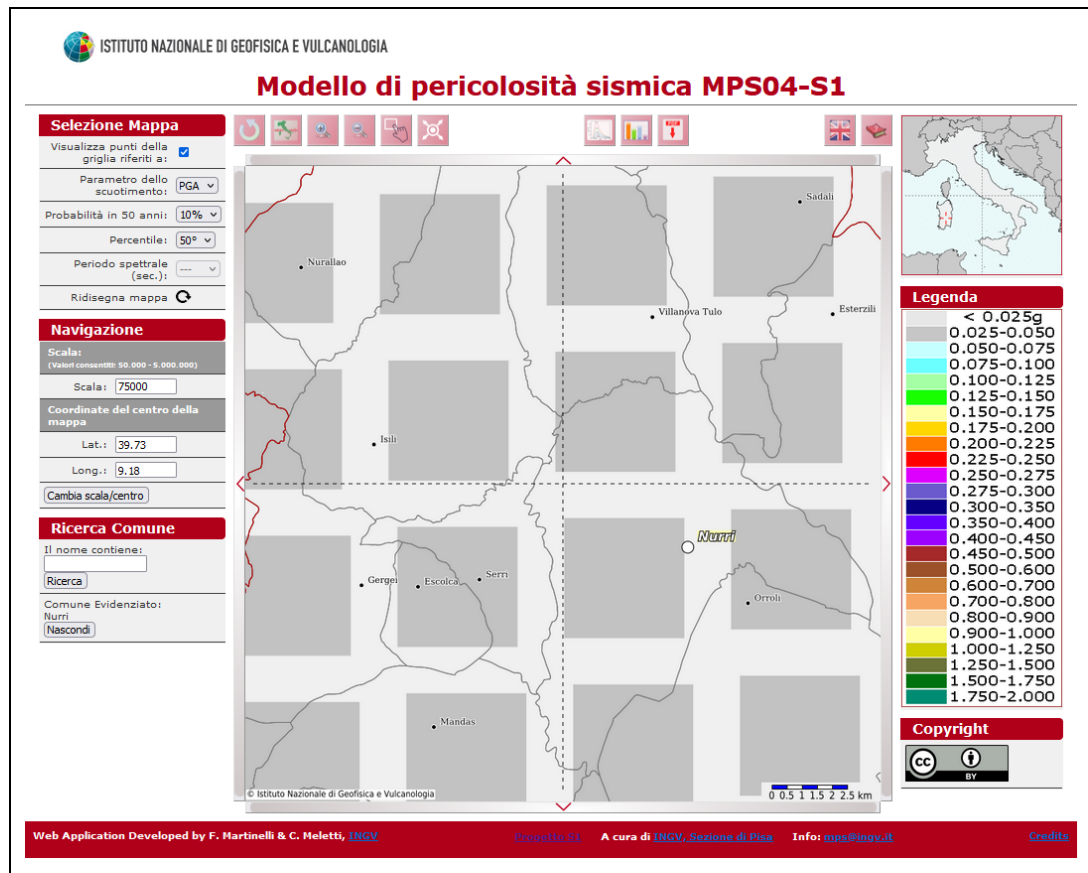 ISTITUTO NAZIONALE DI GEOFISICA E VULCANOLOGIA
Modello di pericolosità sismica MPS04-S1
Selezione Mappa
Visualizza punti della
griglia riferiti a:
Parametro dello
scuotimento: PGA
Probabilità in 50 anni: 10%
Percentile: 50°
Periodo spettrale
(sec.): ---
Ridisegna mappa
Navigazione
Scala:
(Valori consentiti: 50.000 - 5.000.000)
Scala: 75000
Coordinate del centro della
mappa
Lat.: 39.73
Long.: 9.18
Cambia scala/centro
Ricerca Comune
Il nome contiene:
Ricerca
Comune Evidenziato:
Nurri
Nascondi
Sadali
Nurallao
Villanova Tulo
Esterzili
Isili
Nurri
Gergei
Escolca
Serri
Orroli
Mandas
© Istituto Nazionale di Geofisica e Vulcanologia
0 0.5 1 1.5 2 2.5 km
Legenda
< 0.025g
0.025-0.050
0.050-0.075
0.075-0.100
0.100-0.125
0.125-0.150
0.150-0.175
0.175-0.200
0.200-0.225
0.225-0.250
0.250-0.275
0.275-0.300
0.300-0.350
0.350-0.400
0.400-0.450
0.450-0.500
0.500-0.600
0.600-0.700
0.700-0.800
0.800-0.900
0.900-1.000
1.000-1.250
1.250-1.500
1.500-1.750
1.750-2.000
Copyright
CC BY
Web Application Developed by F.
Martinelli & C. Meletti, INGV
Progetto S1
A cura di INGV, Sezione di Pisa
Info: mps@ingv.it
Credits